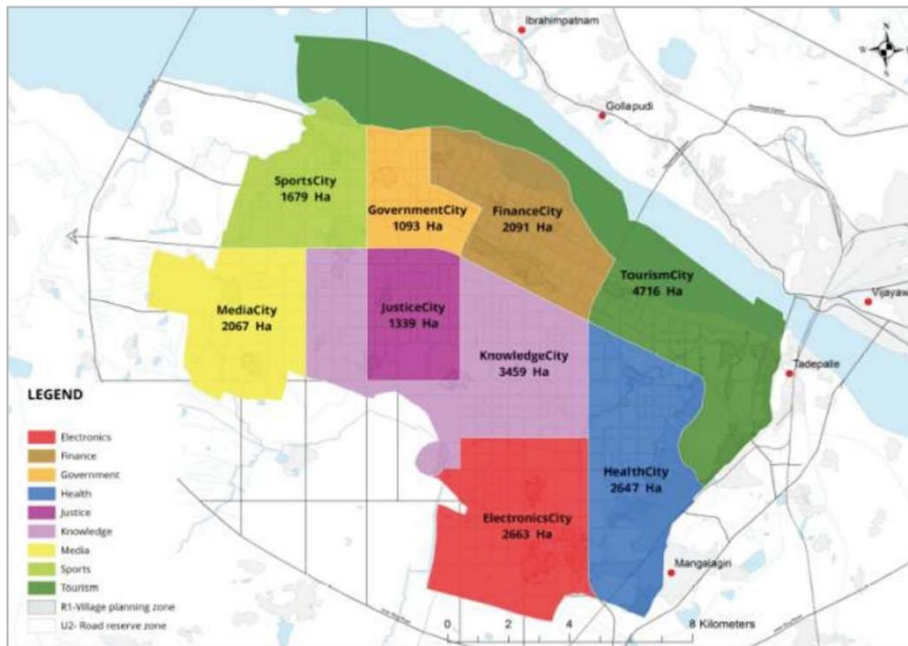 Ibrahimpatnam
N
S
Gollapudi
SportsCity
1679 Ha
GovernmentCity
1093 Ha
FinanceCity
2091 Ha
TourismCity
4716 Ha
MediaCity
2067 Ha
JusticeCity
1339 Ha
Vijayaw
KnowledgeCity
3459 Ha
Tadepalle
LEGEND
Electronics
Finance
Government
Health
Justice
Knowledge
Media
Sports
Tourism
R1-Village planning zone
U2- Road reserve zone
HealthCity
2647 Ha
ElectronicsCity
2663 Ha
Mangalagiri
0 2 4 8 Kilometers